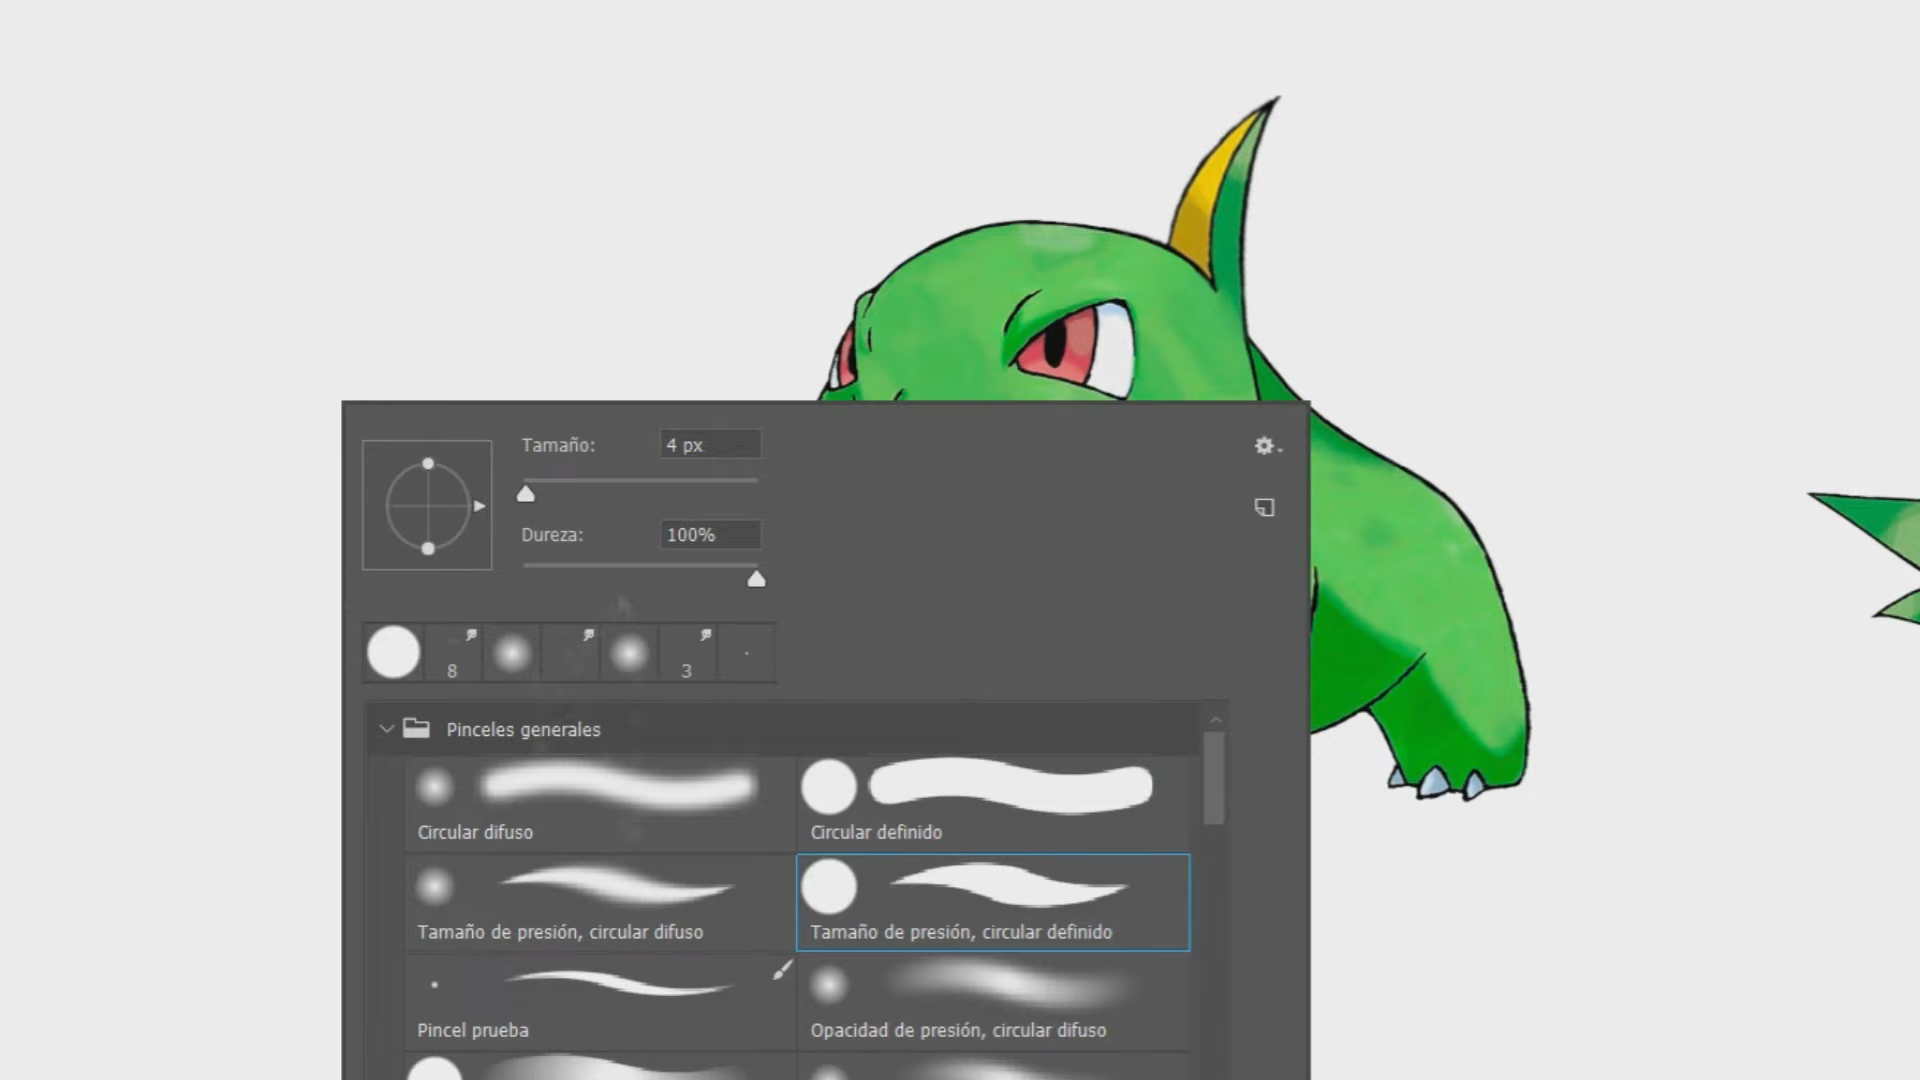 Tamaño: 4 px
Dureza: 100%
8 3
Pinceles generales
Circular difuso
Circular definido
Tamaño de presión, circular difuso
Tamaño de presión, circular definido
Pincel prueba
Opacidad de presión, circular difuso